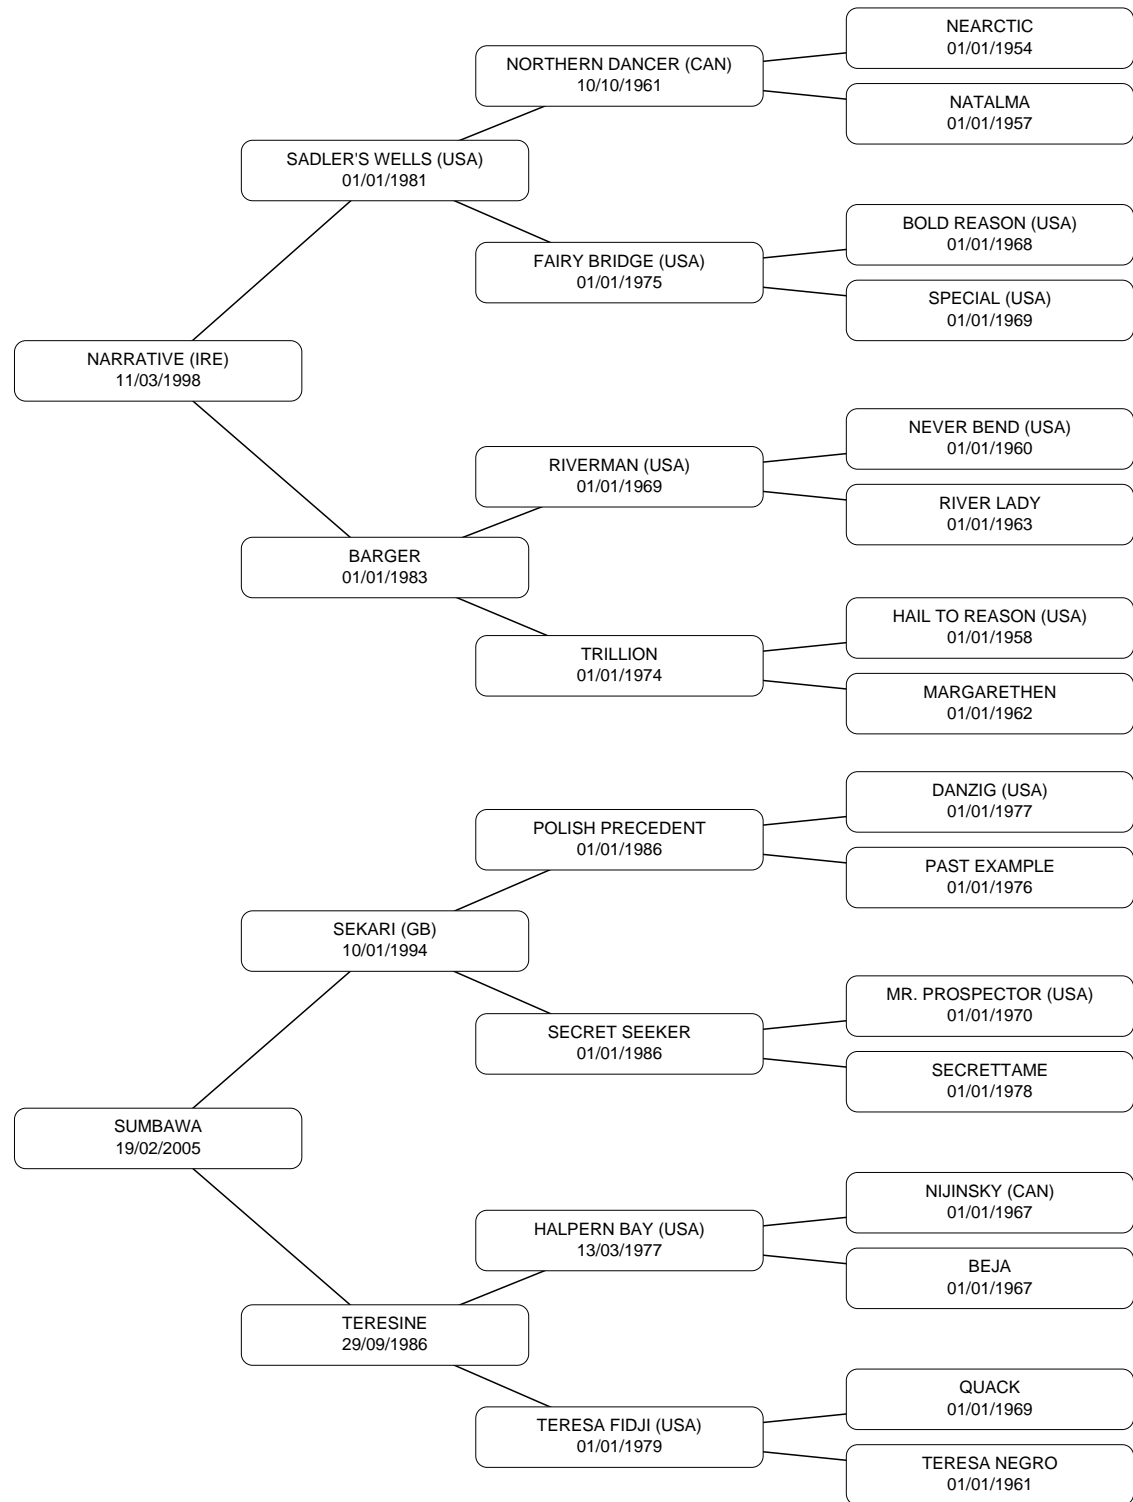 NEARCTIC
01/01/1954
NORTHERN DANCER (CAN)
10/10/1961
NATALMA
01/01/1957
SADLER'S WELLS (USA)
01/01/1981
BOLD REASON (USA)
01/01/1968
FAIRY BRIDGE (USA)
01/01/1975
SPECIAL (USA)
01/01/1969
NARRATIVE (IRE)
11/03/1998
NEVER BEND (USA)
01/01/1960
RIVERMAN (USA)
01/01/1969
RIVER LADY
01/01/1963
BARGER
01/01/1983
HAIL TO REASON (USA)
01/01/1958
TRILLION
01/01/1974
MARGARETHEN
01/01/1962
DANZIG (USA)
01/01/1977
POLISH PRECEDENT
01/01/1986
PAST EXAMPLE
01/01/1976
SEKARI (GB)
10/01/1994
MR. PROSPECTOR (USA)
01/01/1970
SECRET SEEKER
01/01/1986
SECRETTAME
01/01/1978
SUMBAWA
19/02/2005
NIJINSKY (CAN)
01/01/1967
HALPERN BAY (USA)
13/03/1977
BEJA
01/01/1967
TERESINE
29/09/1986
QUACK
01/01/1969
TERESA FIDJI (USA)
01/01/1979
TERESA NEGRO
01/01/1961